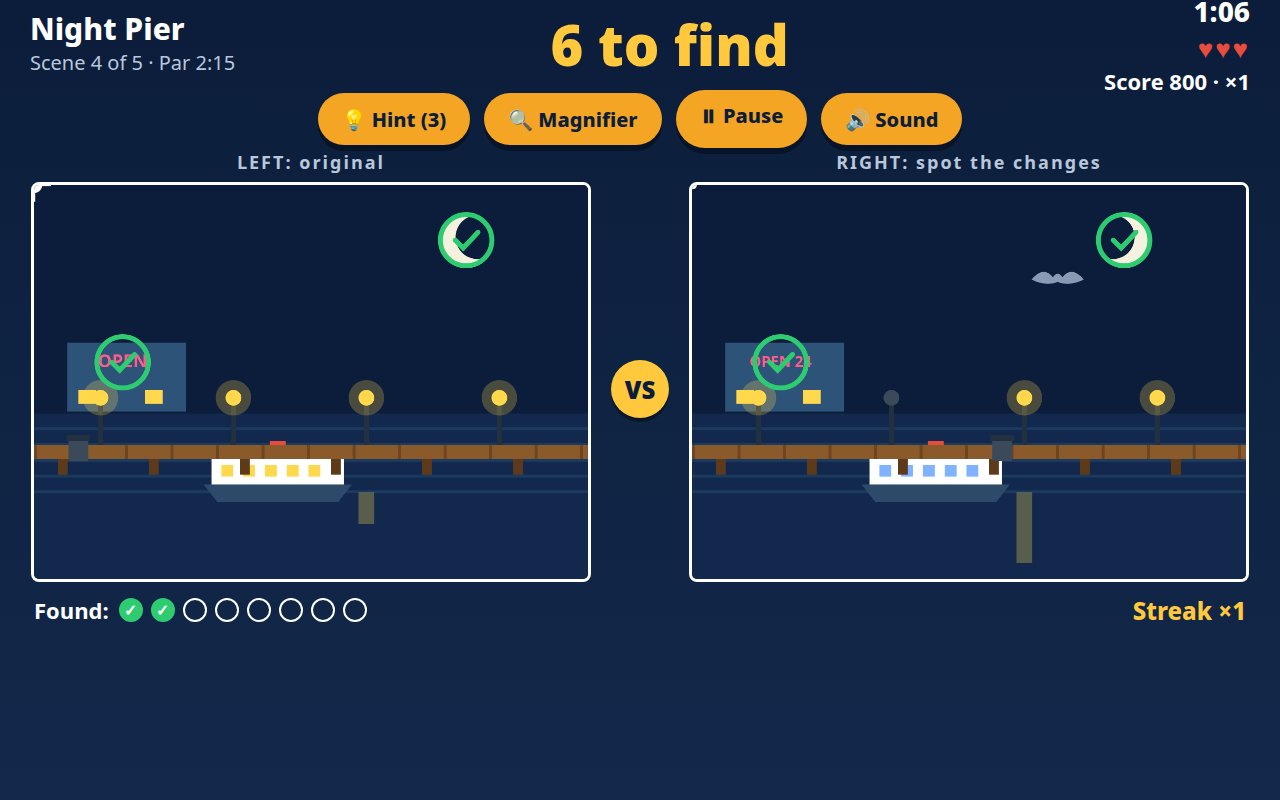 Night Pier
Scene 4 of 5 · Par 2:15
6 to find
1:06
♥♥♥
Score 800 · ×1
💡 Hint (3)
🔍 Magnifier
⏸ Pause
🔊 Sound
LEFT: original
RIGHT: spot the changes
OPEN
OPEN 24
VS
Found:
Streak ×1